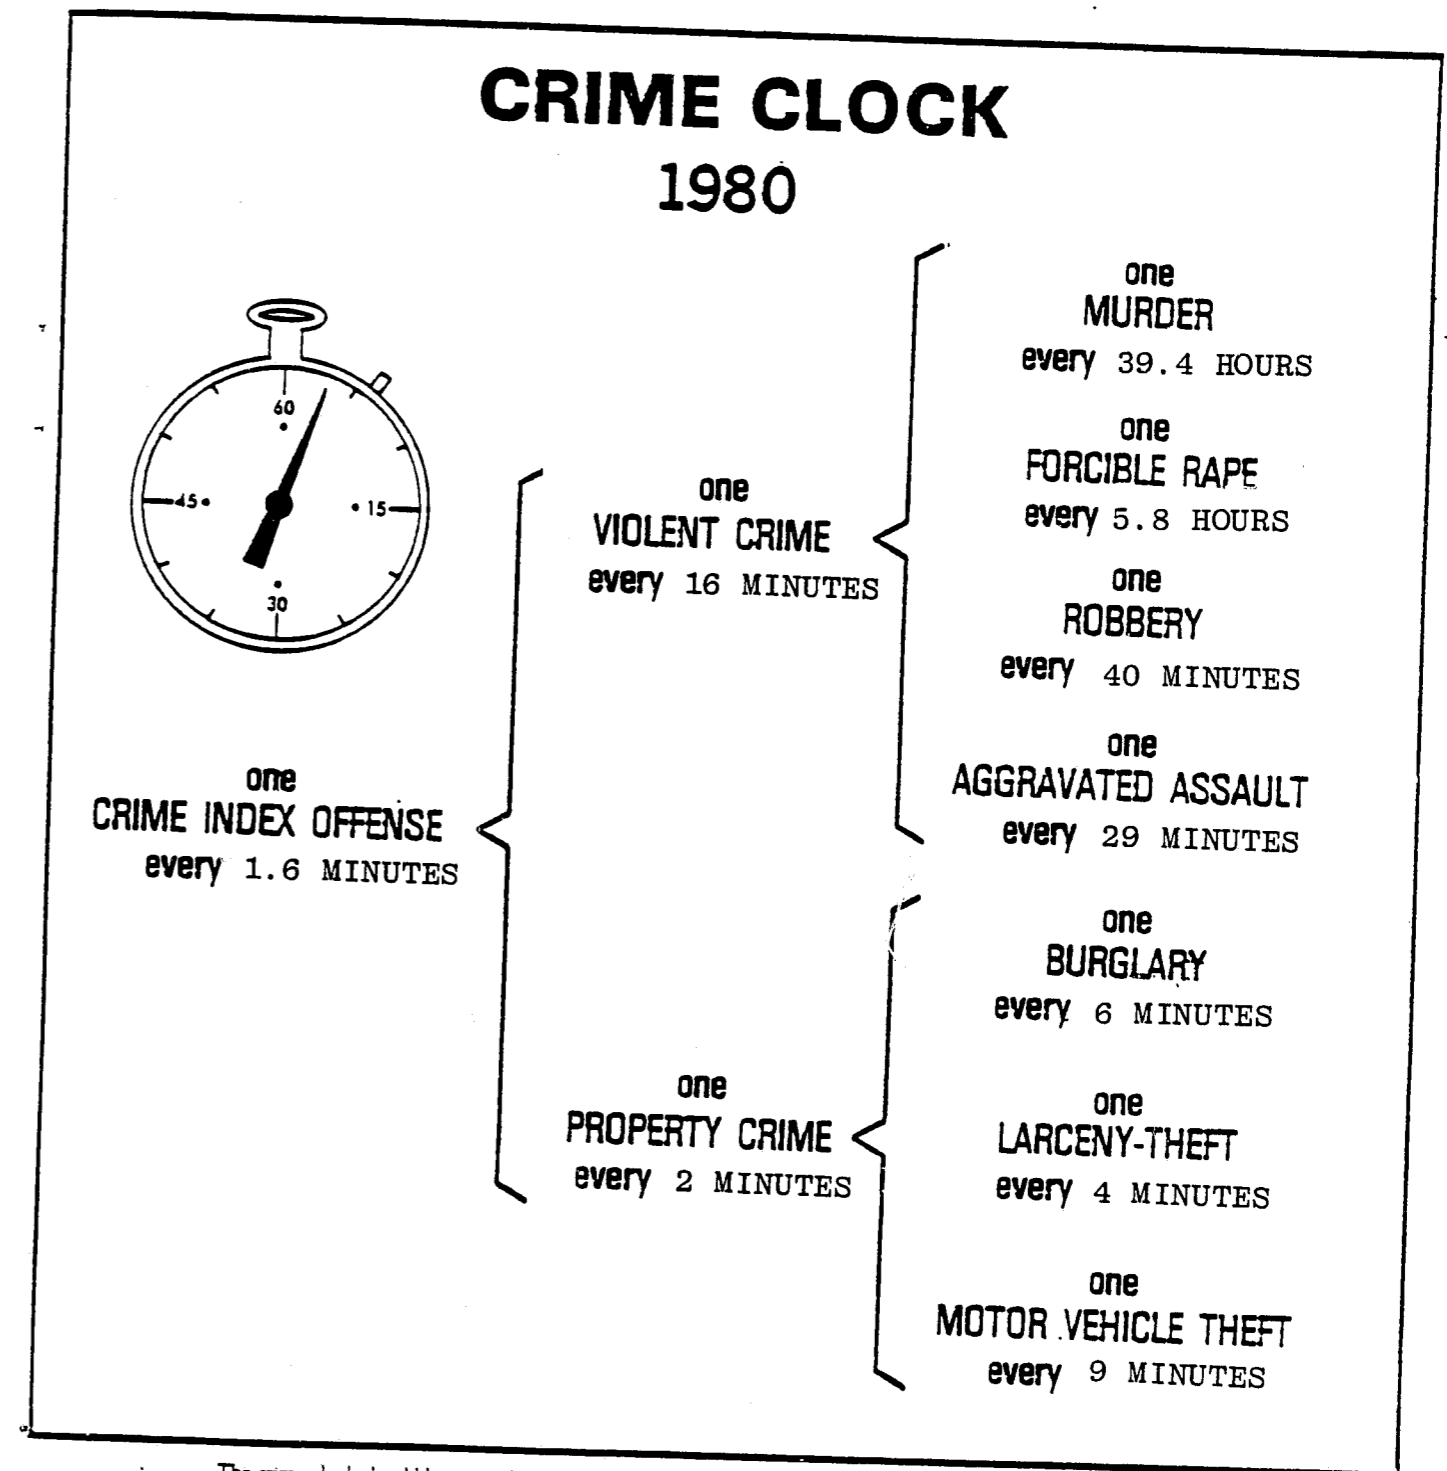 CRIME CLOCK
1980
60
45
15
30
one
CRIME INDEX OFFENSE
every 1.6 MINUTES
one
VIOLENT CRIME
every 16 MINUTES
one
MURDER
every 39.4 HOURS
one
FORCIBLE RAPE
every 5.8 HOURS
one
ROBBERY
every 40 MINUTES
one
AGGRAVATED ASSAULT
every 29 MINUTES
one
PROPERTY CRIME
every 2 MINUTES
one
BURGLARY
every 6 MINUTES
one
LARCENY-THEFT
every 4 MINUTES
one
MOTOR VEHICLE THEFT
every 9 MINUTES